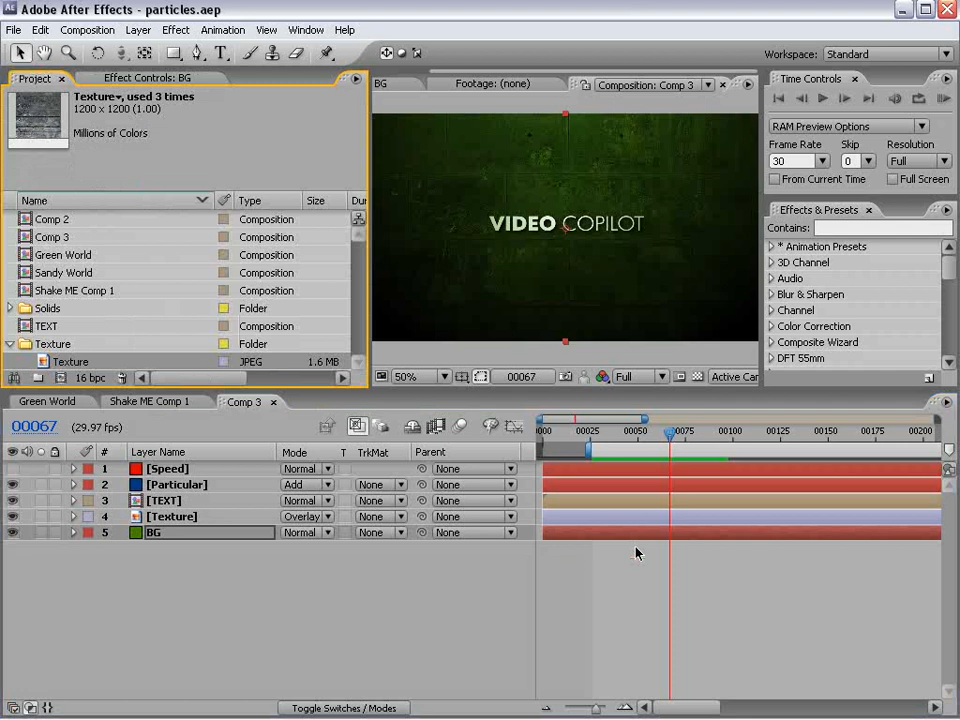 Adobe After Effects - particles.aep
File Edit Composition Layer Effect Animation View Window Help
Workspace: Standard
Project × Effect Controls: BG
BG Footage: (none) Composition: Comp 3 ×
Time Controls ×
Texture, used 3 times
1200 x 1200 (1.00)
Millions of Colors
RAM Preview Options
Frame Rate Skip Resolution
30 0 Full
From Current Time Full Screen
Name Type Size Dur
Comp 2 Composition
Comp 3 Composition
Green World Composition
Sandy World Composition
Shake ME Comp 1 Composition
Solids Folder
TEXT Composition
Texture Folder
Texture JPEG 1.6 MB
16 bpc
VIDEO COPILOT
50% 00067 Full Active Car
Effects & Presets ×
Contains:
* Animation Presets
3D Channel
Audio
Blur & Sharpen
Channel
Color Correction
Composite Wizard
DFT 55mm
Green World Shake ME Comp 1 Comp 3 ×
00067 (29.97 fps)
0000 00025 00050 00075 00100 00125 00150 00175 00200
# Layer Name Mode T TrkMat Parent
1 [Speed] Normal None
2 [Particular] Add None None
3 [TEXT] Normal None None
4 [Texture] Overlay None None
5 BG Normal None None
Toggle Switches / Modes